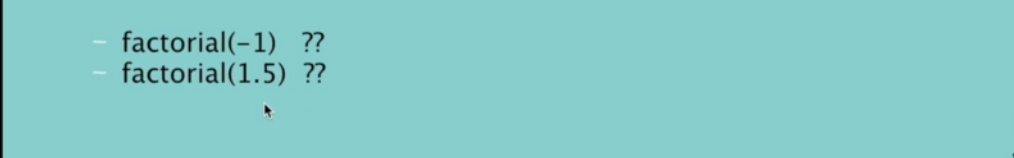 – factorial(-1) ??
– factorial(1.5) ??